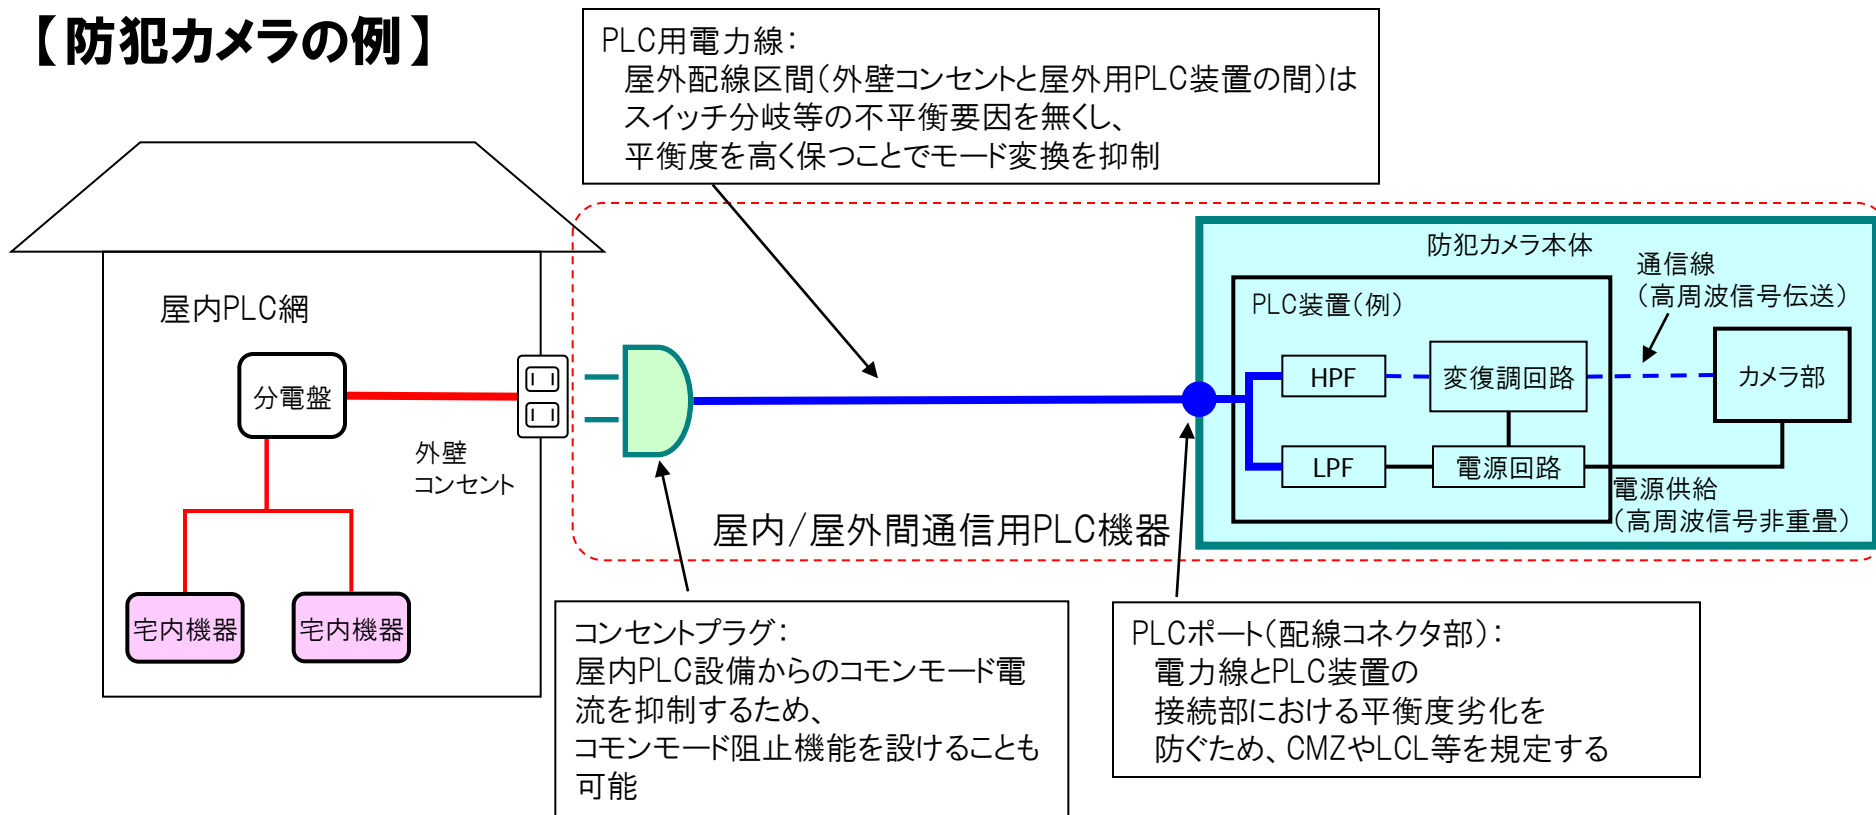 【防犯カメラの例】
PLC用電力線：
屋外配線区間（外壁コンセントと屋外用PLC装置の間）は
スイッチ分岐等の不平衡要因を無くし、
平衡度を高く保つことでモード変換を抑制
屋内PLC網
分電盤
外壁
コンセント
宅内機器
宅内機器
防犯カメラ本体
PLC装置（例）
通信線
（高周波信号伝送）
HPF
変復調回路
カメラ部
LPF
電源回路
電源供給
（高周波信号非重畳）
屋内/屋外間通信用PLC機器
コンセントプラグ：
屋内PLC設備からのコモンモード電
流を抑制するため、
コモンモード阻止機能を設けることも
可能
PLCポート（配線コネクタ部）：
電力線とPLC装置の
接続部における平衡度劣化を
防ぐため、CMZやLCL等を規定する